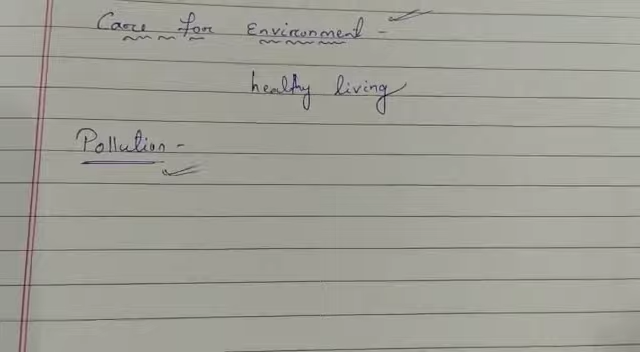 Care for Environment -
healthy living
Pollution -